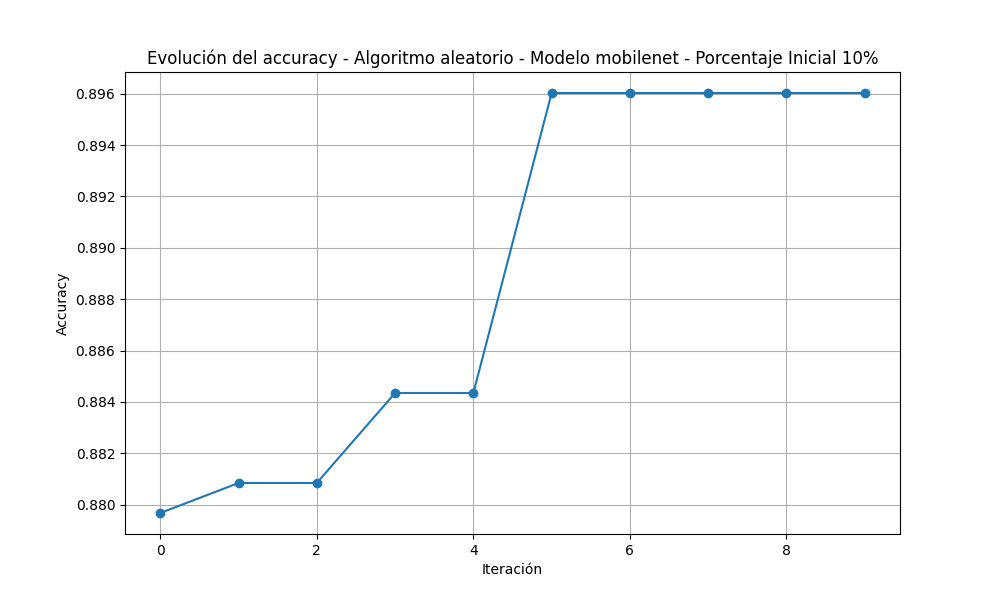 Evolución del accuracy - Algoritmo aleatorio - Modelo mobilenet - Porcentaje Inicial 10%
0.896
0.894
0.892
0.890
0.888
0.886
0.884
0.882
0.880
Accuracy
0 2 4 6 8
Iteración